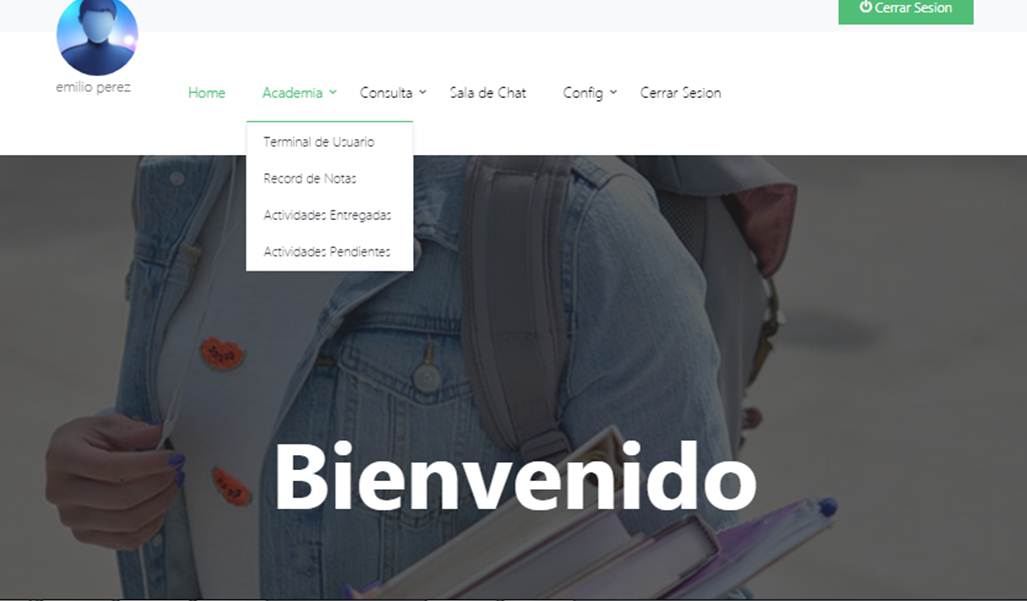 Cerrar Sesion
emilio perez
Home Academia Consulta Sala de Chat Config Cerrar Sesion
Terminal de Usuario
Record de Notas
Actividades Entregadas
Actividades Pendientes
Bienvenido